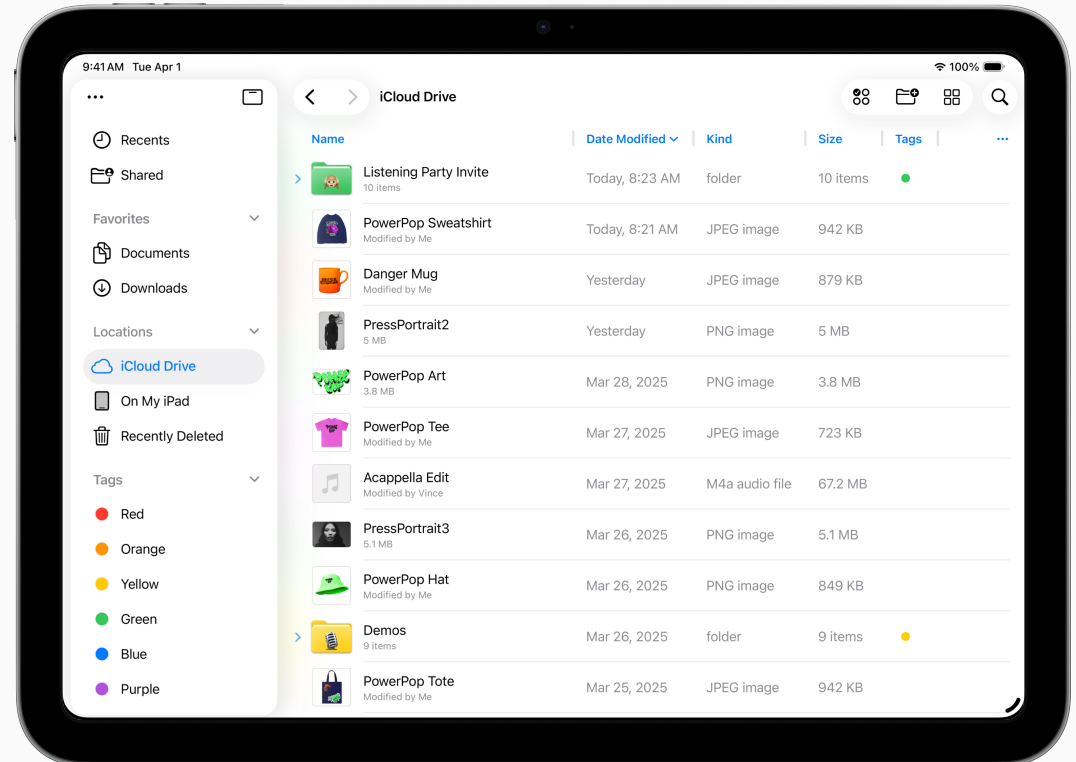 9:41 AM Tue Apr 1
100%
iCloud Drive
Recents
Shared
Favorites
Documents
Downloads
Locations
iCloud Drive
On My iPad
Recently Deleted
Tags
Red
Orange
Yellow
Green
Blue
Purple
Name Date Modified Kind Size Tags
Listening Party Invite Today, 8:23 AM folder 10 items
10 items
PowerPop Sweatshirt Today, 8:21 AM JPEG image 942 KB
Modified by Me
Danger Mug Yesterday JPEG image 879 KB
Modified by Me
PressPortrait2 Yesterday PNG image 5 MB
5 MB
PowerPop Art Mar 28, 2025 PNG image 3.8 MB
3.8 MB
PowerPop Tee Mar 27, 2025 JPEG image 723 KB
Modified by Me
Acappella Edit Mar 27, 2025 M4a audio file 67.2 MB
Modified by Vince
PressPortrait3 Mar 26, 2025 PNG image 5.1 MB
5.1 MB
PowerPop Hat Mar 26, 2025 PNG image 849 KB
Modified by Me
Demos Mar 26, 2025 folder 9 items
9 items
PowerPop Tote Mar 25, 2025 JPEG image 942 KB
Modified by Me